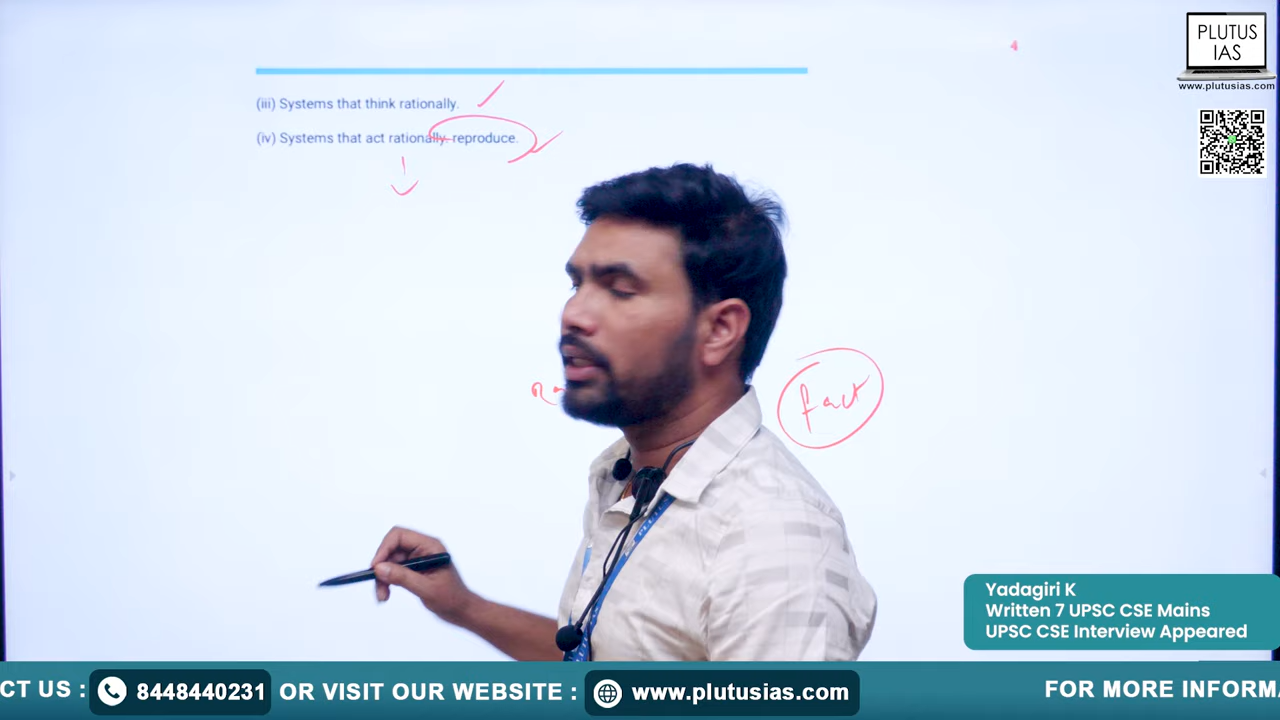 PLUTUS
IAS
www.plutusias.com
(iii) Systems that think rationally.
(iv) Systems that act rationally. reproduce.
fact
Yadagiri K
Written 7 UPSC CSE Mains
UPSC CSE Interview Appeared
CT US : 8448440231 OR VISIT OUR WEBSITE : www.plutusias.com FOR MORE INFORMA